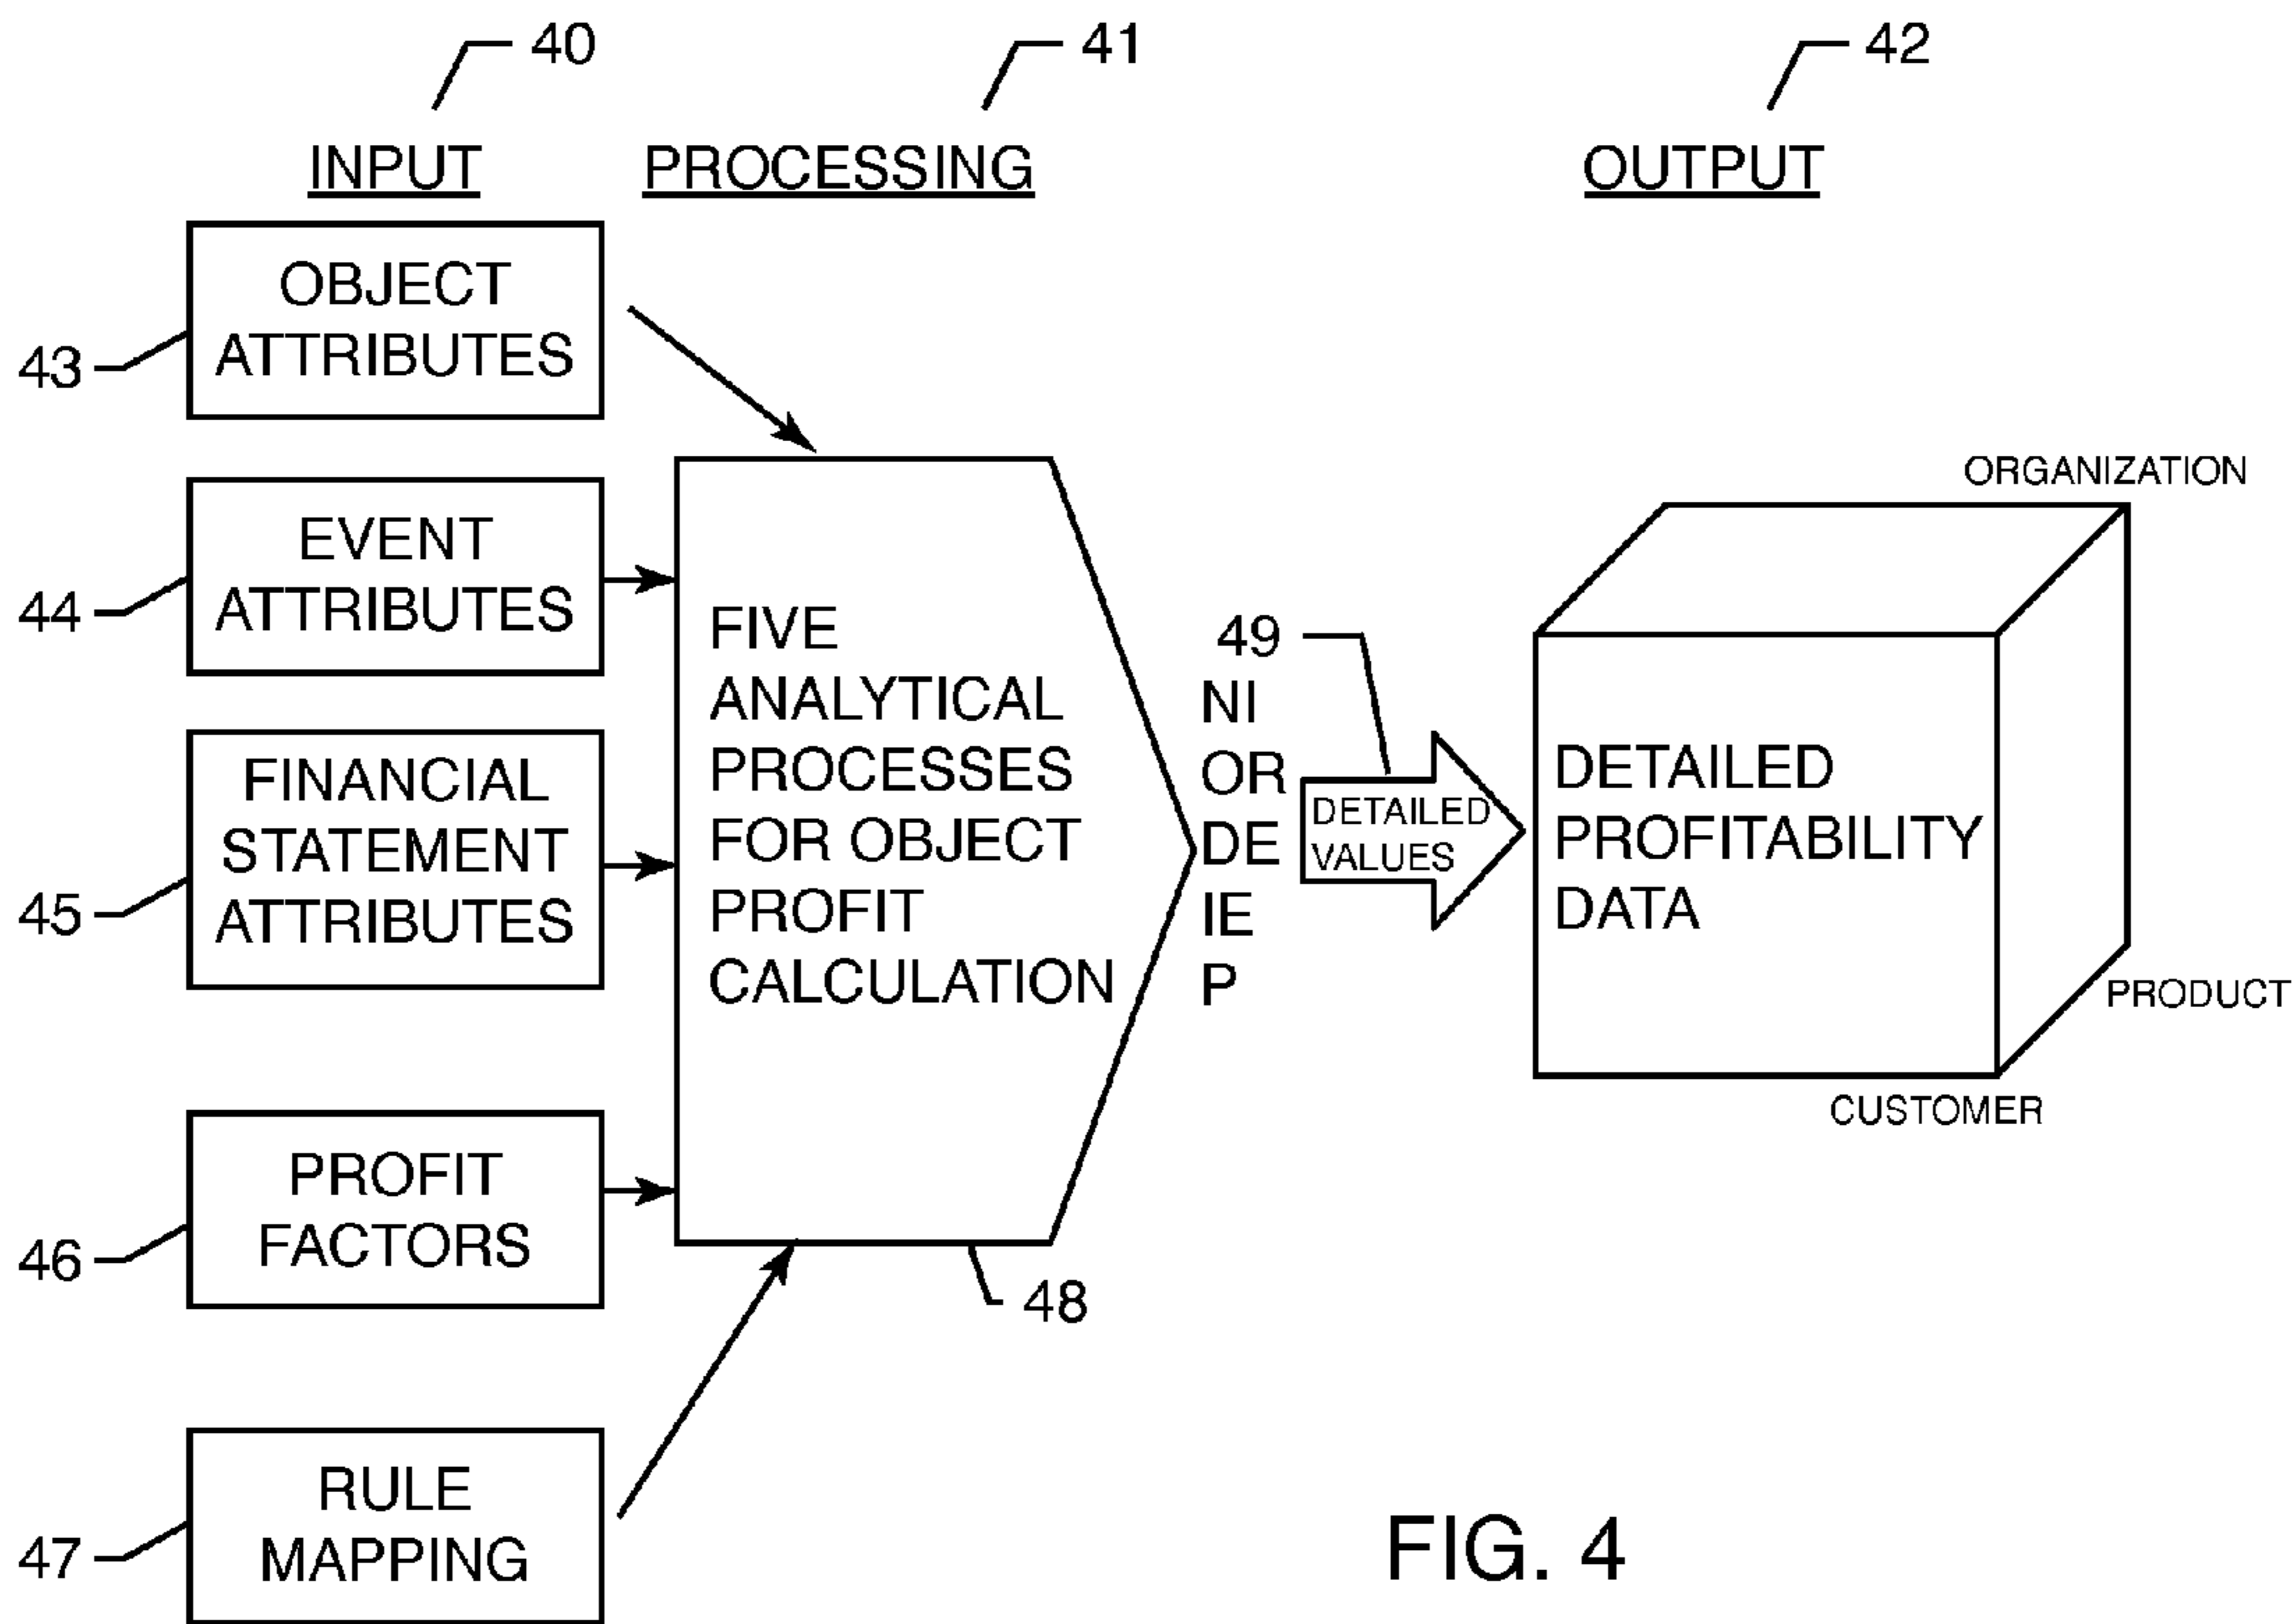 40
41
42
INPUT
PROCESSING
OUTPUT
OBJECT
ATTRIBUTES
43
EVENT
ATTRIBUTES
44
FINANCIAL
STATEMENT
ATTRIBUTES
45
PROFIT
FACTORS
46
RULE
MAPPING
47
FIVE
ANALYTICAL
PROCESSES
FOR OBJECT
PROFIT
CALCULATION
48
NI
OR
DE
IE
P
49
DETAILED
VALUES
ORGANIZATION
DETAILED
PROFITABILITY
DATA
PRODUCT
CUSTOMER
FIG. 4